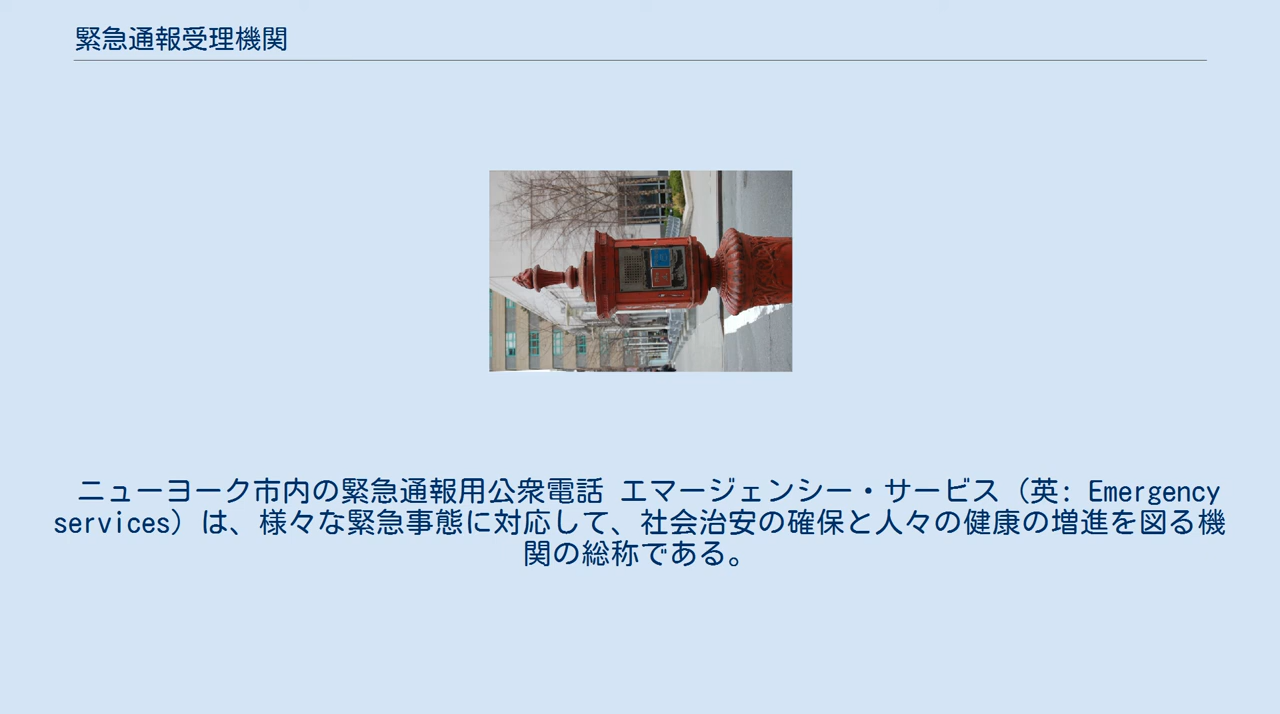 緊急通報受理機関
ニューヨーク市内の緊急通報用公衆電話 エマージェンシー・サービス（英: Emergency
services）は、様々な緊急事態に対応して、社会治安の確保と人々の健康の増進を図る機
関の総称である。